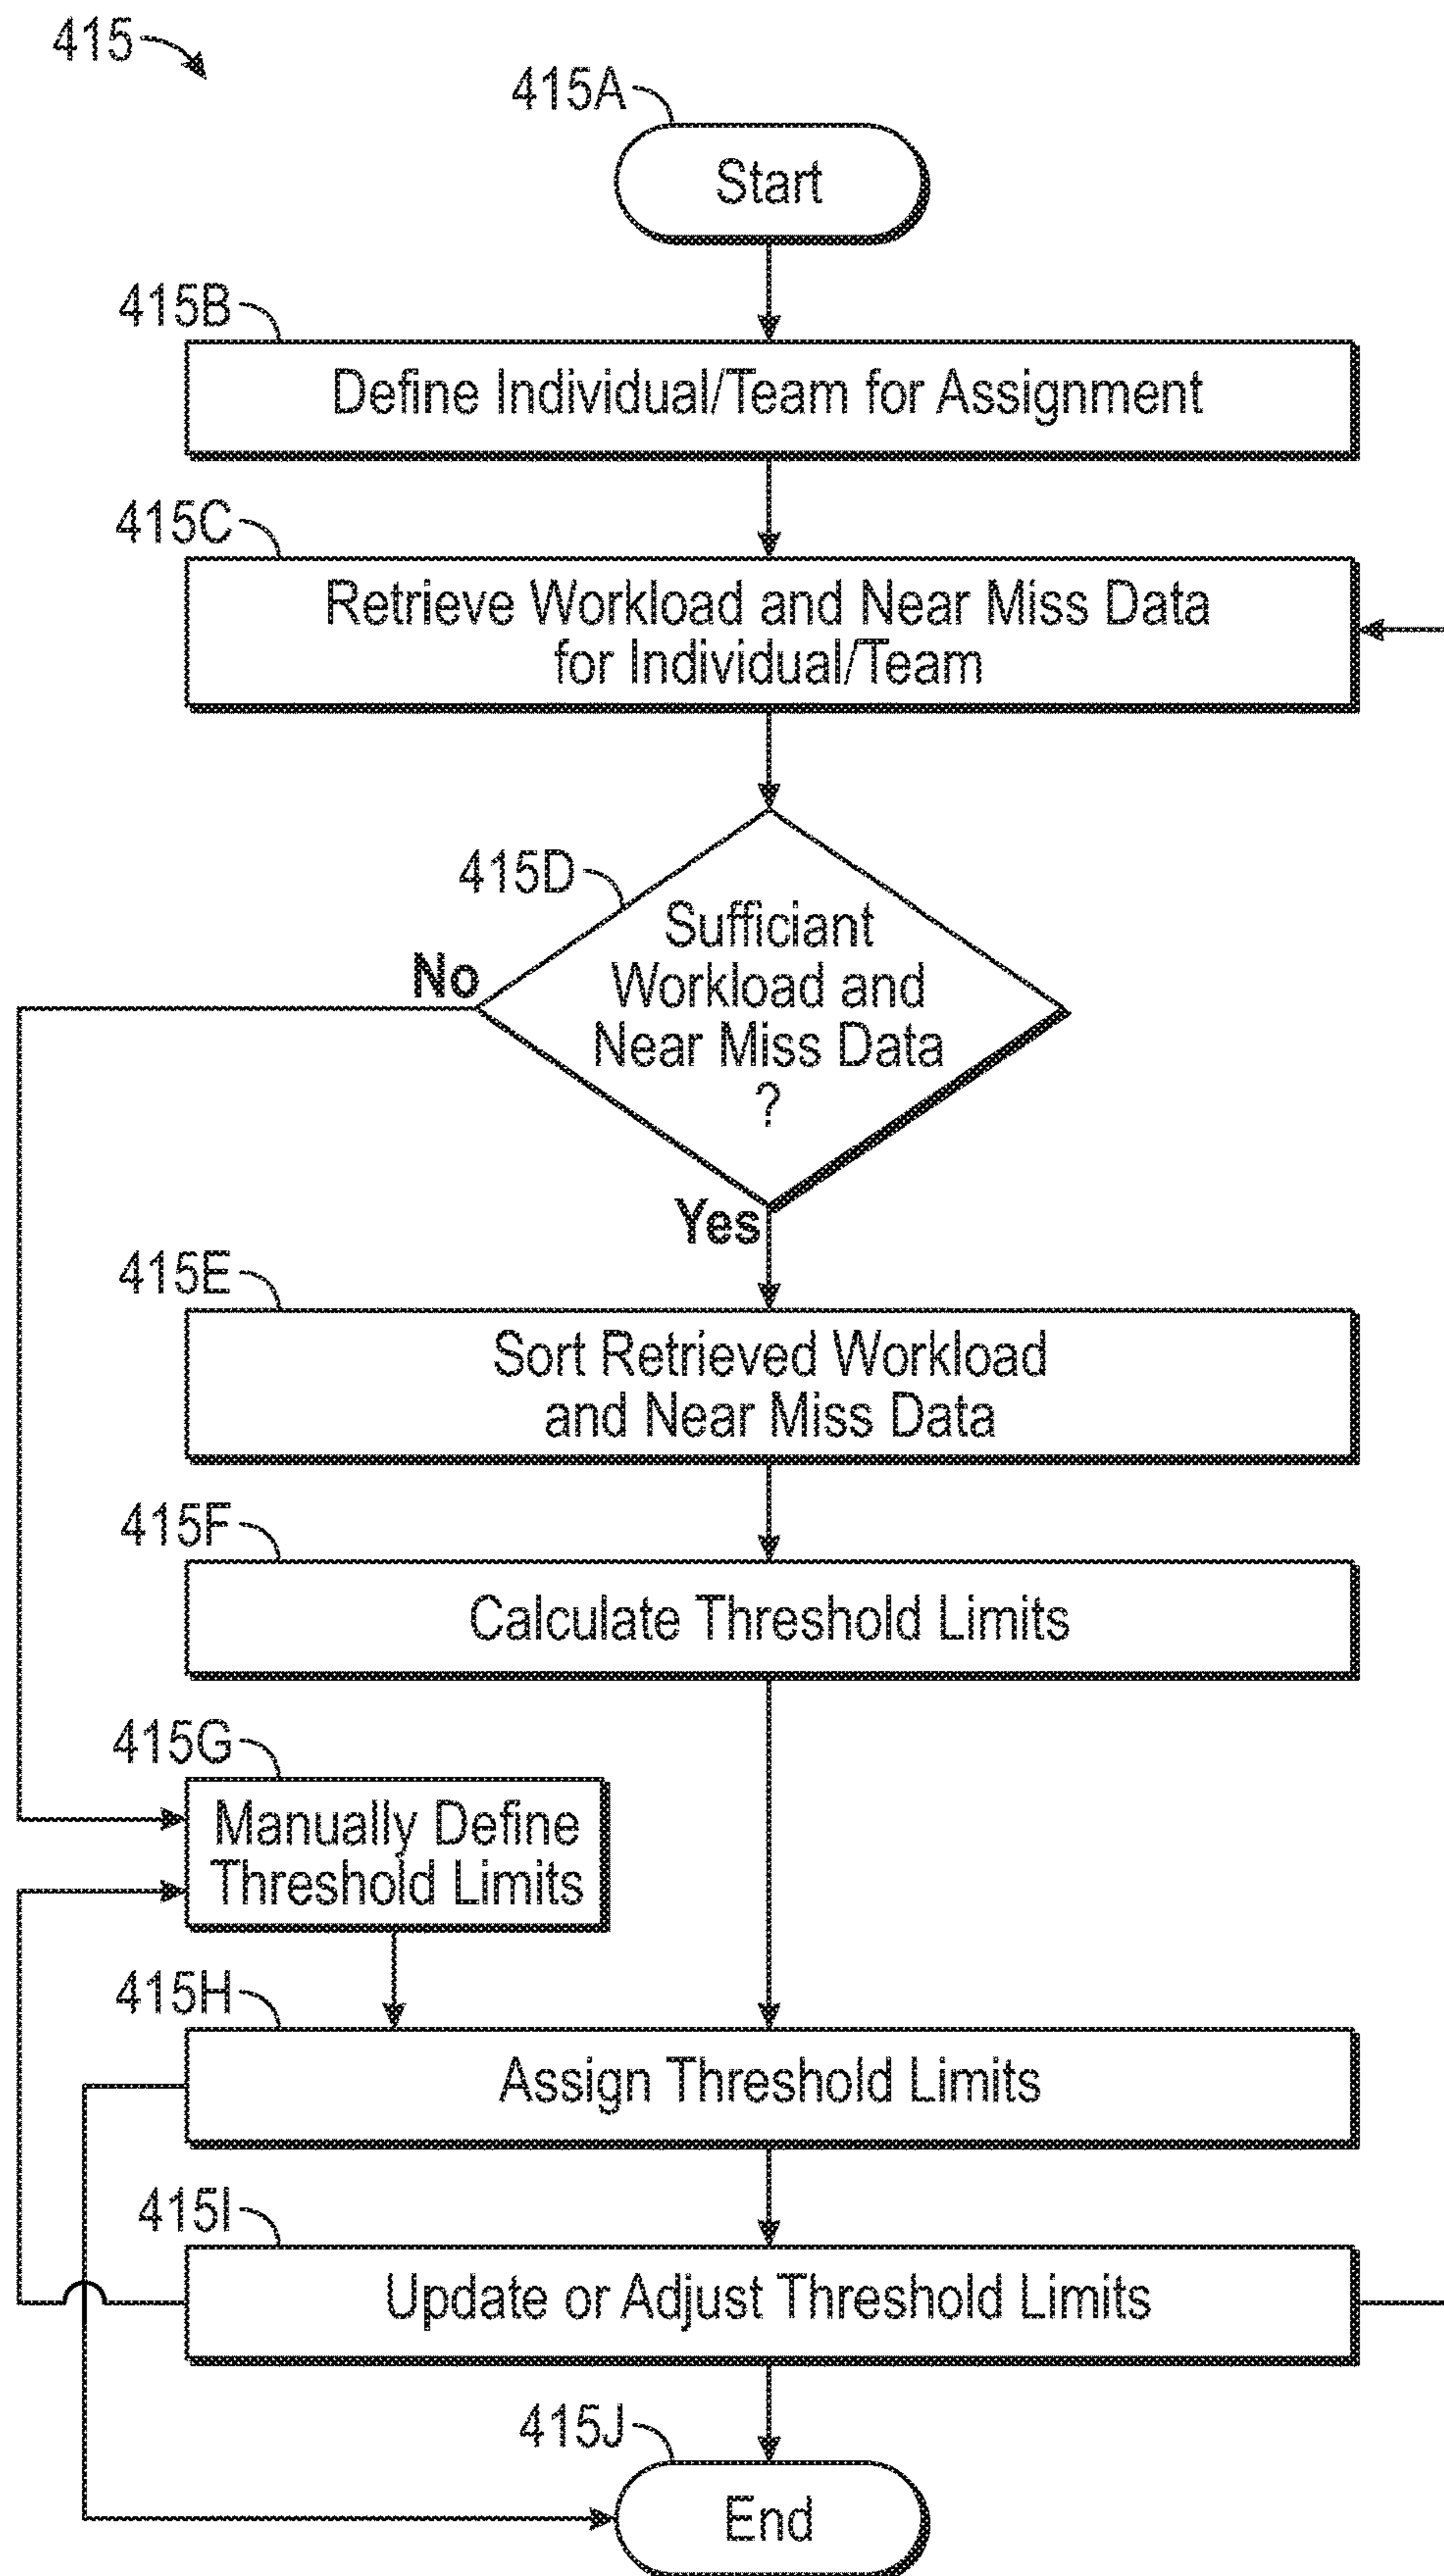 415
415A
Start
415B
Define Individual/Team for Assignment
415C
Retrieve Workload and Near Miss Data
for Individual/Team
415D
Sufficiant
Workload and
Near Miss Data
?
No
Yes
415E
Sort Retrieved Workload
and Near Miss Data
415F
Calculate Threshold Limits
415G
Manually Define
Threshold Limits
415H
Assign Threshold Limits
415I
Update or Adjust Threshold Limits
415J
End